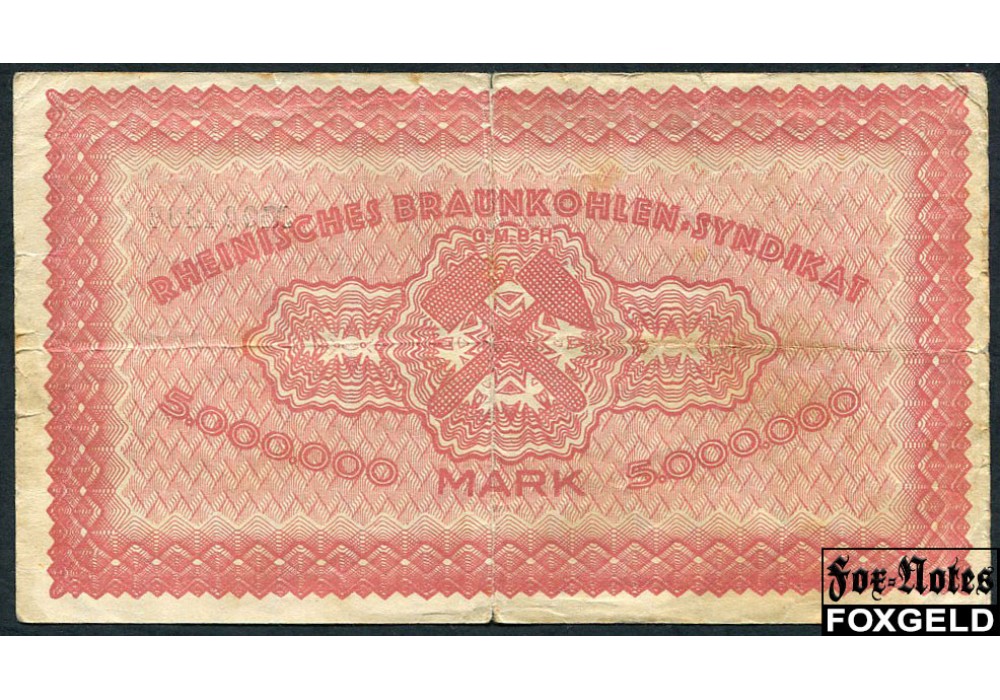 RHEINISCHES BRAUNKOHLEN-SYNDIKAT
G·M·B·H
5.000.000 MARK 5.000.000
Fox-Notes
FOXGELD